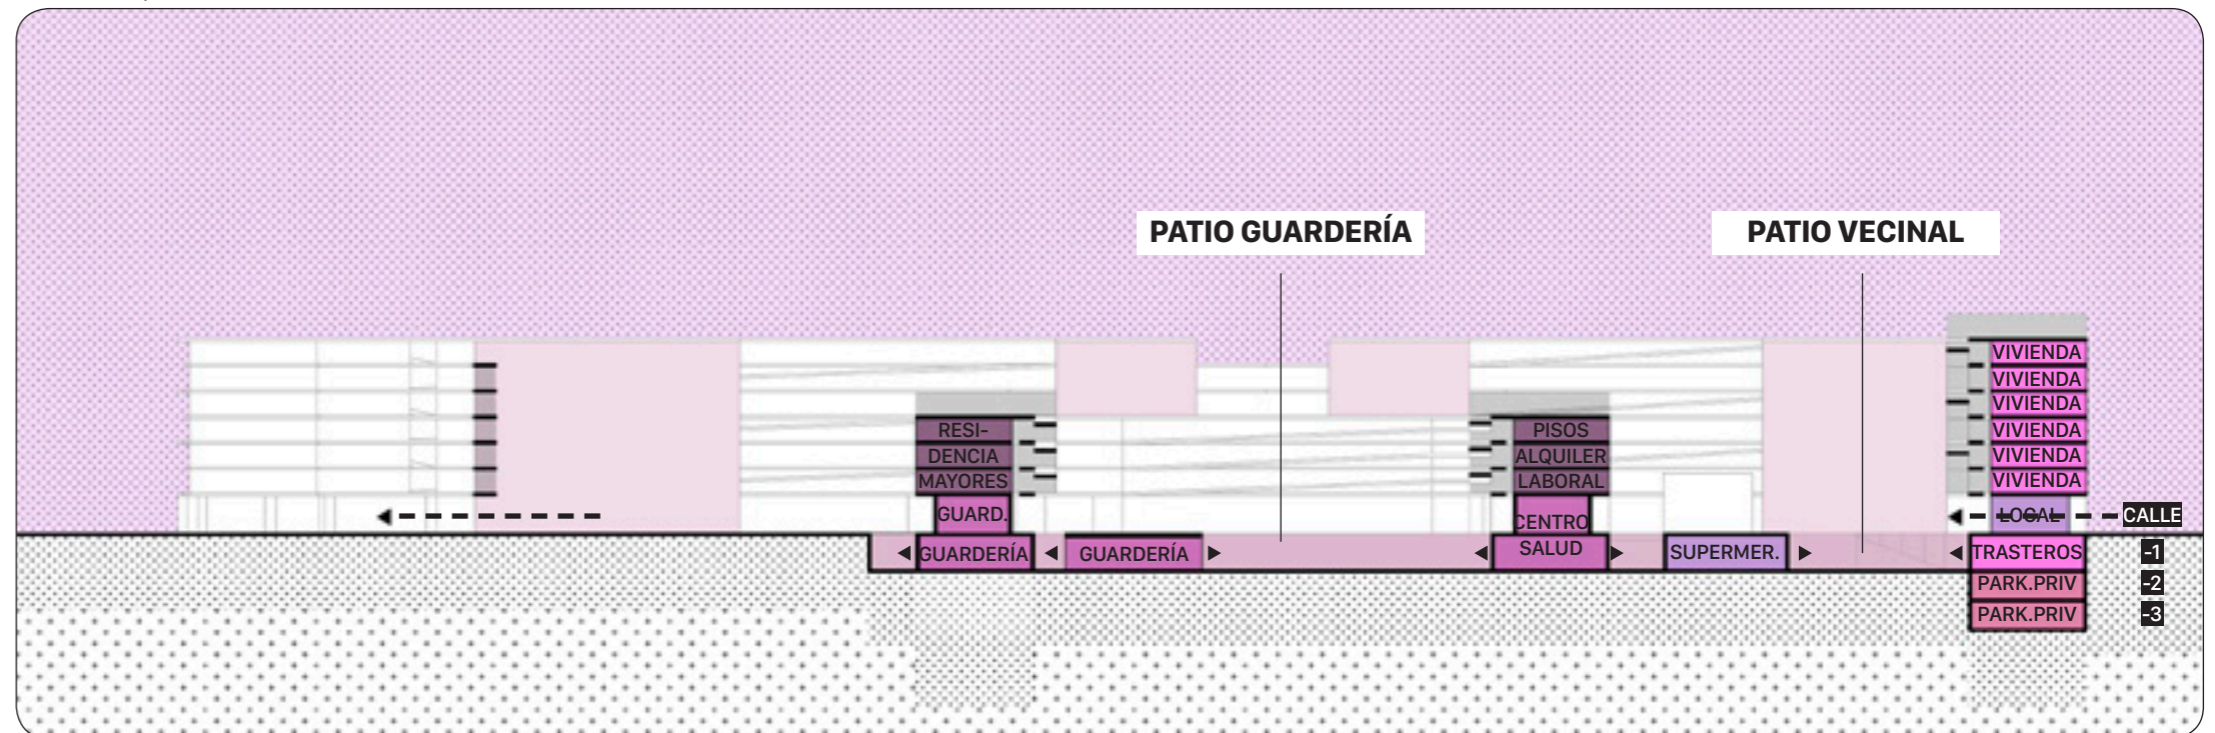 PATIO GUARDERÍA
PATIO VECINAL
RESI-
DENCIA
MAYORES
GUARD.
GUARDERÍA
GUARDERÍA
PISOS
ALQUILER
LABORAL
CENTRO
SALUD
SUPERMER.
VIVIENDA
VIVIENDA
VIVIENDA
VIVIENDA
VIVIENDA
VIVIENDA
LOCAL
TRASTEROS
PARK.PRIV
PARK.PRIV
CALLE
-1
-2
-3